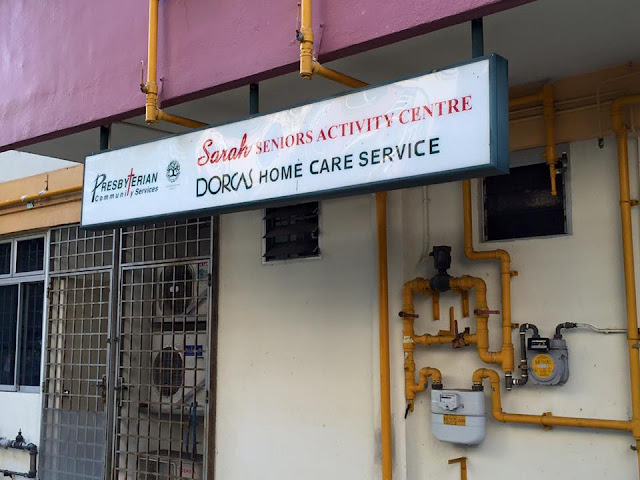 PRESBYTERIAN
Community Services
Sarah SENIORS ACTIVITY CENTRE
DORCAS HOME CARE SERVICE